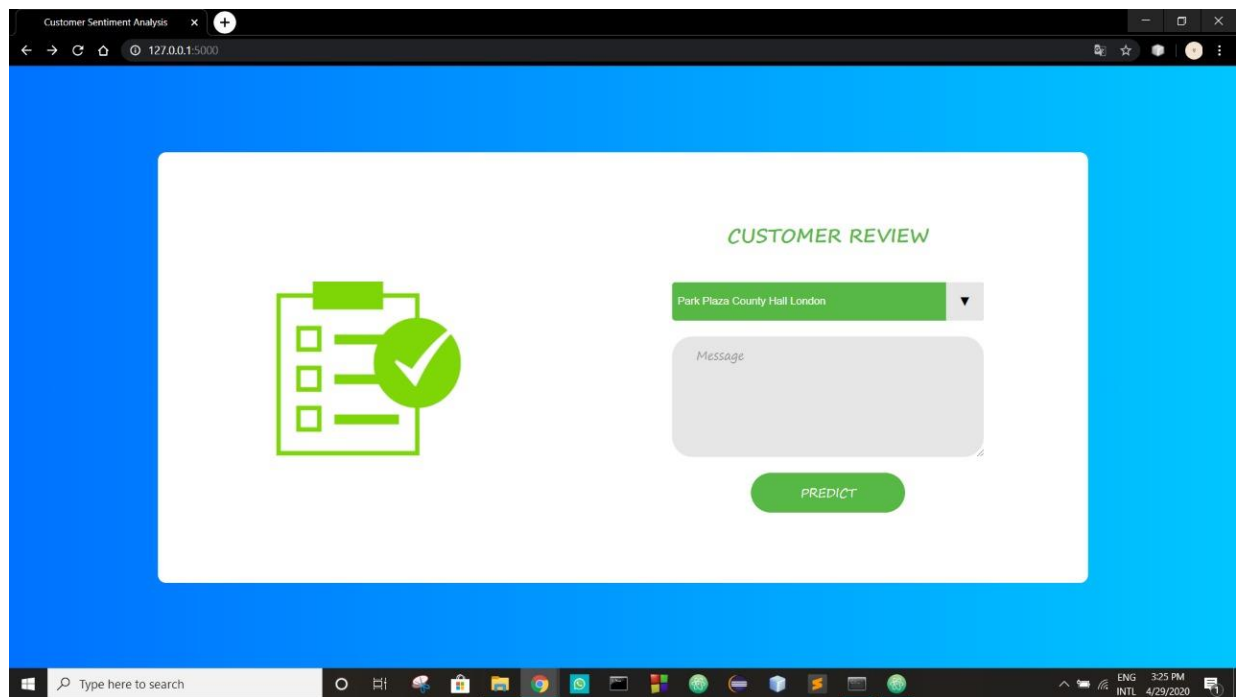 Customer Sentiment Analysis
127.0.0.1:5000
CUSTOMER REVIEW
Park Plaza County Hall London
Message
PREDICT
Type here to search
ENG 3:25 PM
INTL 4/29/2020